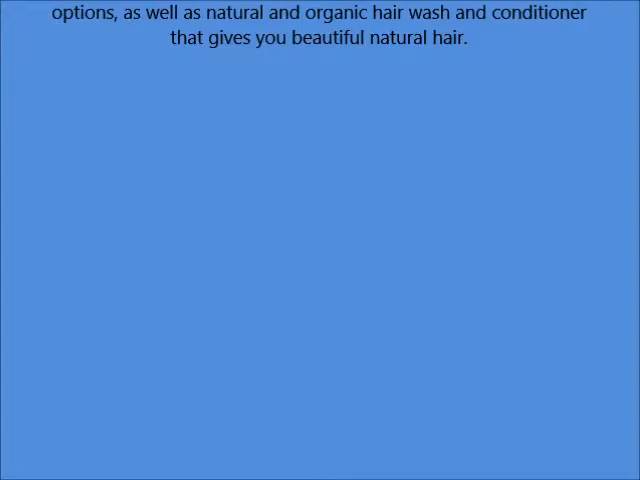 options, as well as natural and organic hair wash and conditioner
that gives you beautiful natural hair.